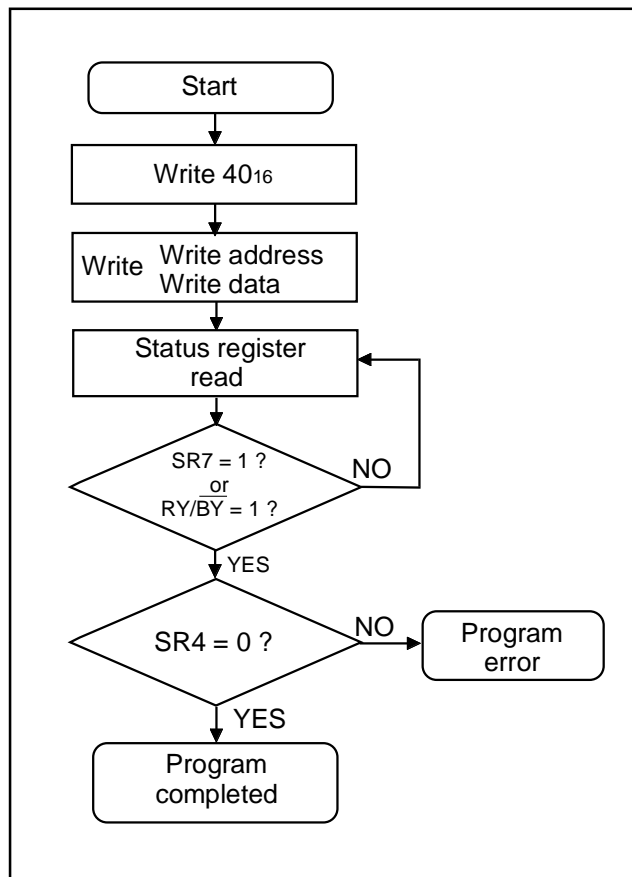 Start
Write 40₁₆
Write Write address
Write data
Status register
read
SR7 = 1 ?
or
RY/B̅Y̅ = 1 ?
NO
YES
SR4 = 0 ?
NO
Program
error
YES
Program
completed